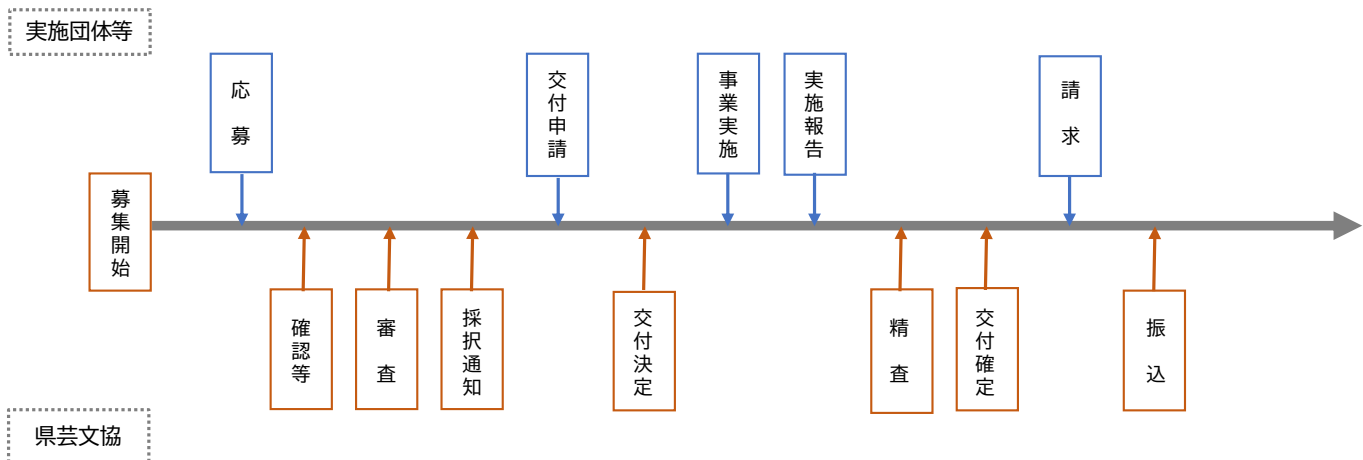 実施団体等
応募
交付申請
事業実施
実施報告
請求
募集開始
確認等
審査
採択通知
交付決定
精査
交付確定
振込
県芸文協